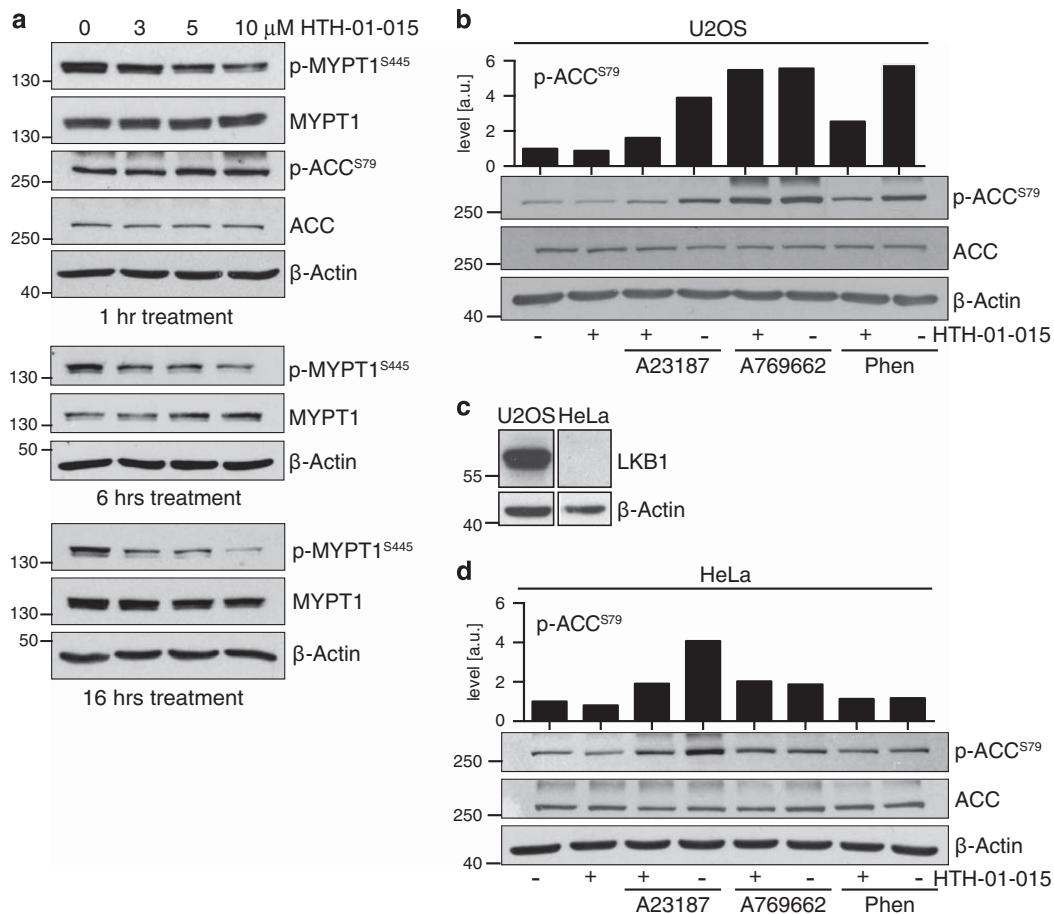 a
0 3 5 10 μM HTH-01-015
130 p-MYPT1S445
130 MYPT1
250 p-ACCS79
250 ACC
40 β-Actin
1 hr treatment
130 p-MYPT1S445
130 MYPT1
50 β-Actin
6 hrs treatment
130 p-MYPT1S445
130 MYPT1
50 β-Actin
16 hrs treatment
b
U2OS
p-ACCS79
level [a.u.]
6
4
2
0
250 p-ACCS79
250 ACC
40 β-Actin
- + + - + - + - HTH-01-015
A23187 A769662 Phen
c
U2OS HeLa
55 LKB1
40 β-Actin
d
HeLa
p-ACCS79
level [a.u.]
6
4
2
0
250 p-ACCS79
250 ACC
40 β-Actin
- + + - + - + - HTH-01-015
A23187 A769662 Phen